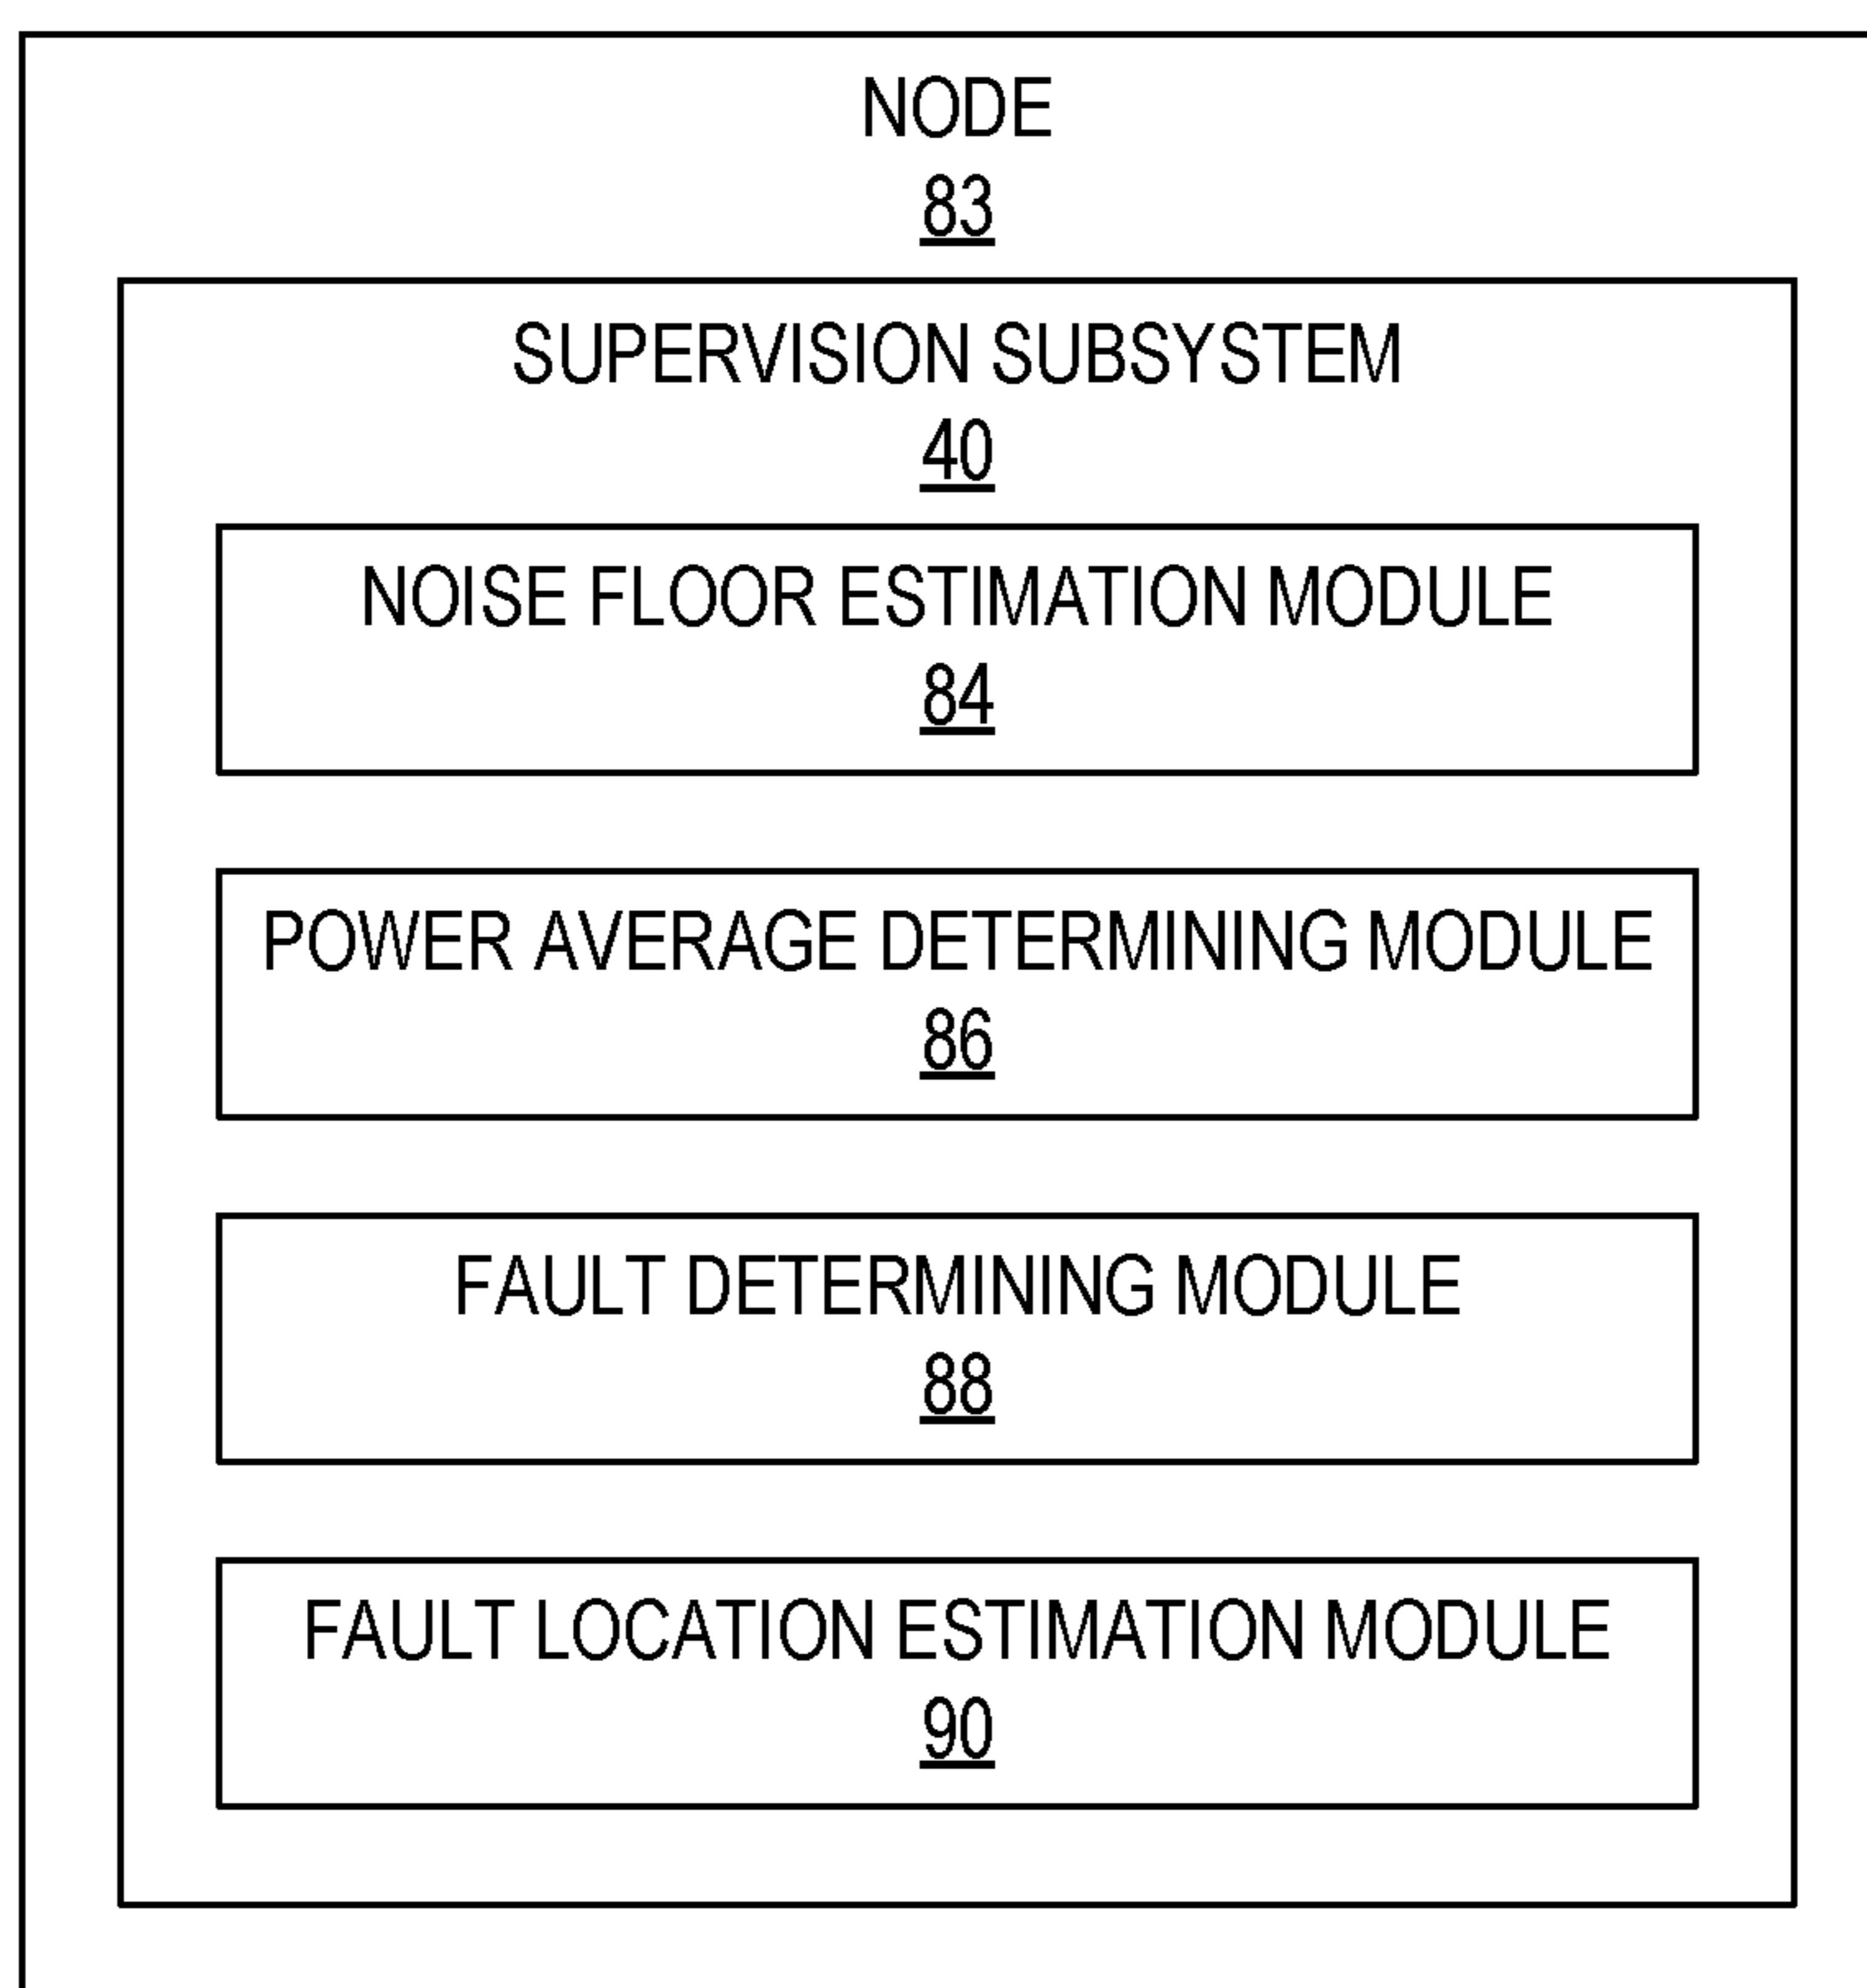 NODE
83
SUPERVISION SUBSYSTEM
40
NOISE FLOOR ESTIMATION MODULE
84
POWER AVERAGE DETERMINING MODULE
86
FAULT DETERMINING MODULE
88
FAULT LOCATION ESTIMATION MODULE
90